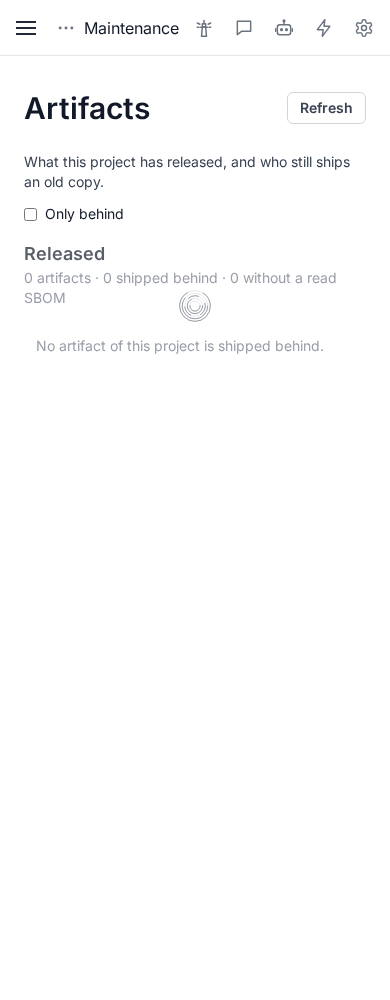 Maintenance
Artifacts
Refresh
What this project has released, and who still ships
an old copy.
Only behind
Released
0 artifacts · 0 shipped behind · 0 without a read
SBOM
No artifact of this project is shipped behind.